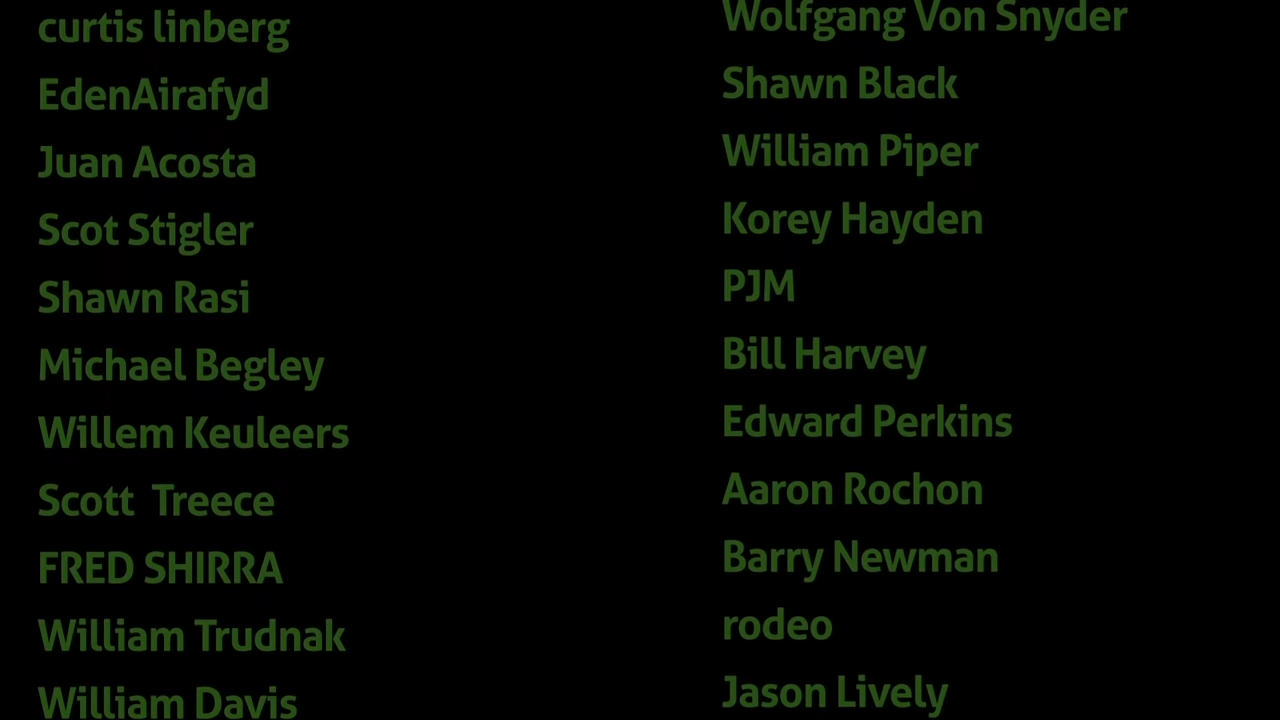 curtis linberg
EdenAirafyd
Juan Acosta
Scot Stigler
Shawn Rasi
Michael Begley
Willem Keuleers
Scott  Treece
FRED SHIRRA
William Trudnak
William Davis
Wolfgang Von Snyder
Shawn Black
William Piper
Korey Hayden
PJM
Bill Harvey
Edward Perkins
Aaron Rochon
Barry Newman
rodeo
Jason Lively